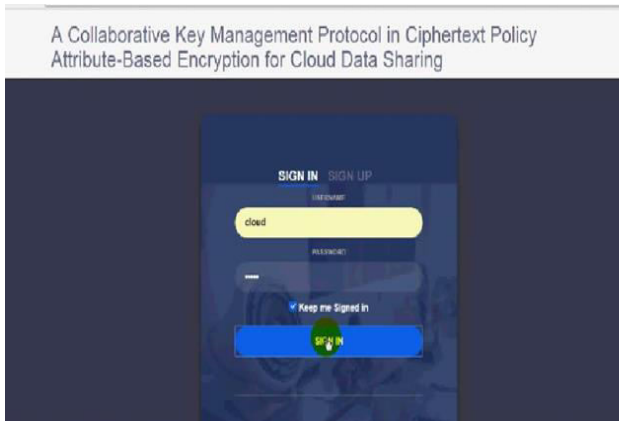 A Collaborative Key Management Protocol in Ciphertext Policy
Attribute-Based Encryption for Cloud Data Sharing
SIGN IN SIGN UP
USERNAME
cloud
PASSWORD
•••••
Keep me Signed in
SIGN IN